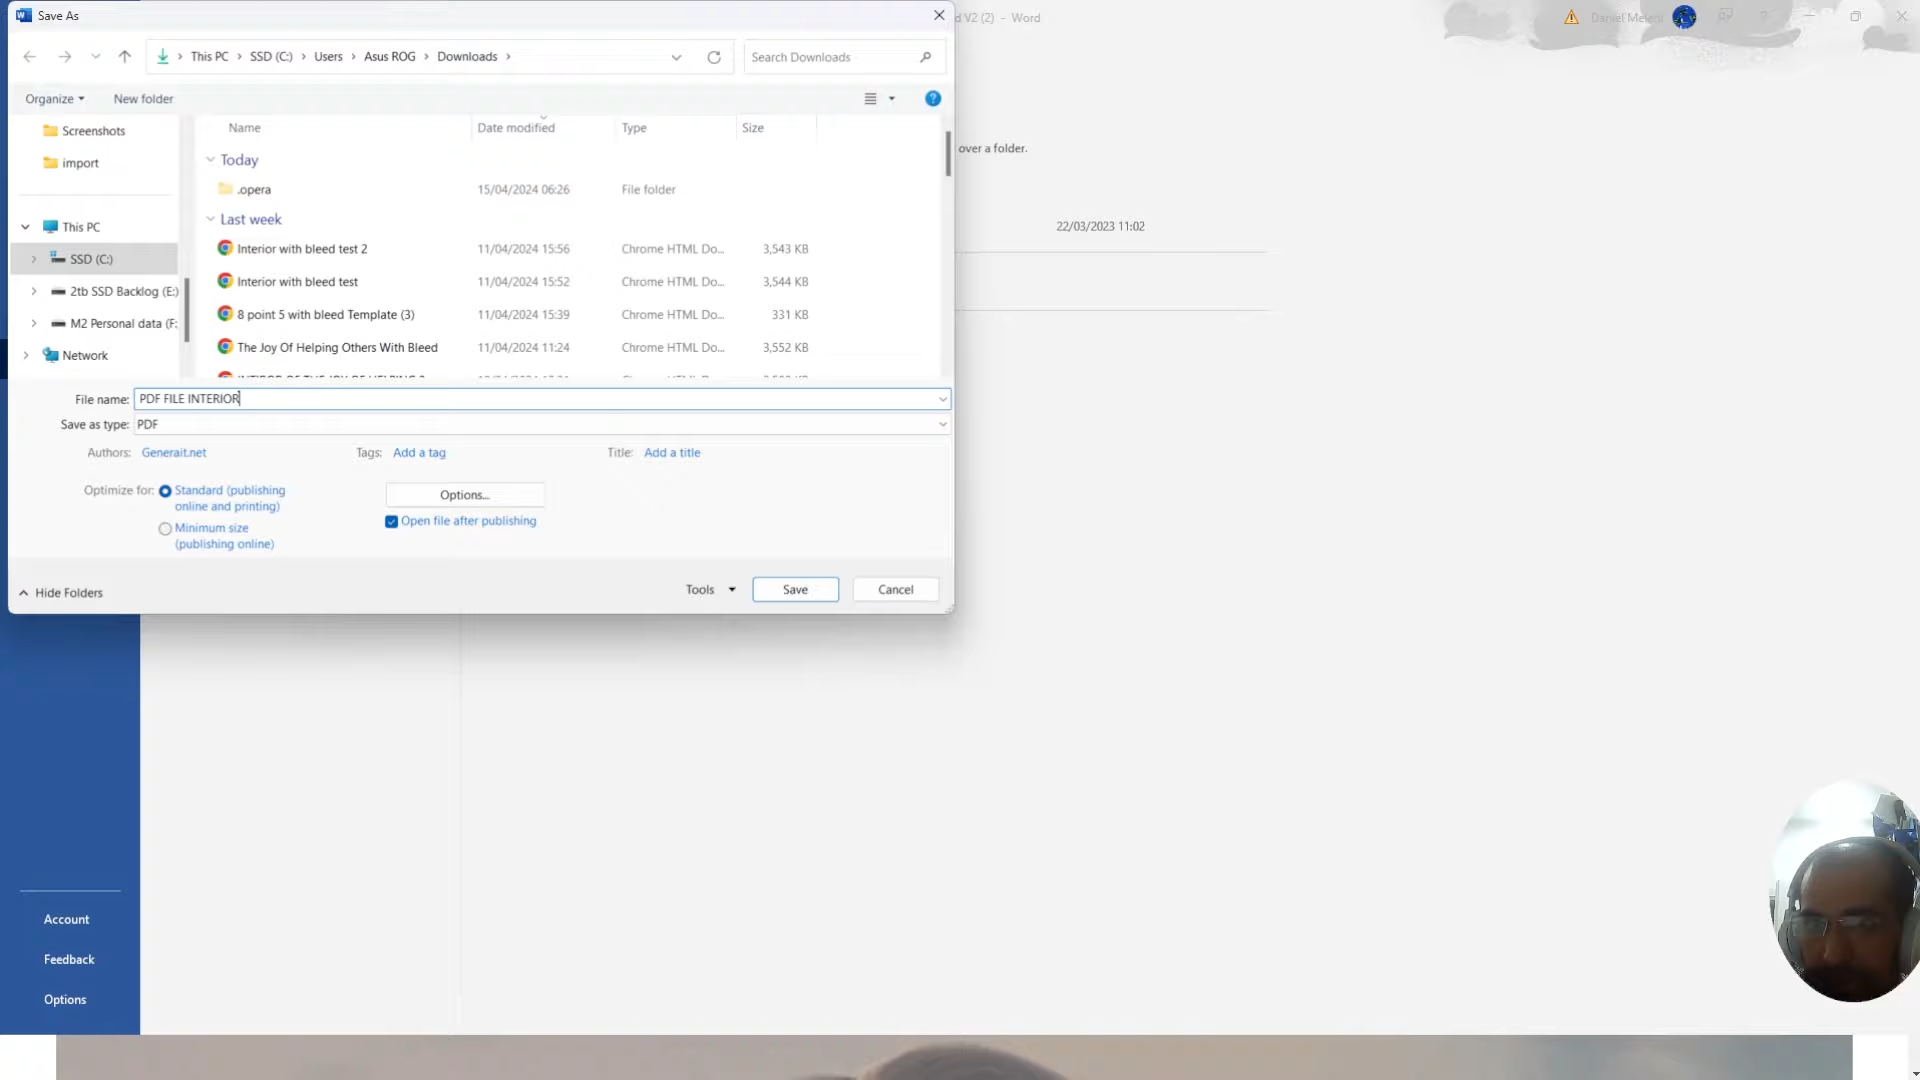 Save As
d V2 (2) - Word
This PC > SSD (C:) > Users > Asus ROG > Downloads >
Search Downloads
Organize
New folder
Name
Date modified
Type
Size
Screenshots
import
This PC
SSD (C:)
2tb SSD Backlog (E:)
M2 Personal data (F:
Network
Today
.opera 15/04/2024 06:26 File folder
Last week
Interior with bleed test 2 11/04/2024 15:56 Chrome HTML Do... 3,543 KB
Interior with bleed test 11/04/2024 15:52 Chrome HTML Do... 3,544 KB
8 point 5 with bleed Template (3) 11/04/2024 15:39 Chrome HTML Do... 331 KB
The Joy Of Helping Others With Bleed 11/04/2024 11:24 Chrome HTML Do... 3,552 KB
over a folder.
22/03/2023 11:02
File name: PDF FILE INTERIOR
Save as type: PDF
Authors: Generait.net
Tags: Add a tag
Title: Add a title
Optimize for: Standard (publishing
online and printing)
Minimum size
(publishing online)
Options...
Open file after publishing
Hide Folders
Tools
Save
Cancel
Account
Feedback
Options